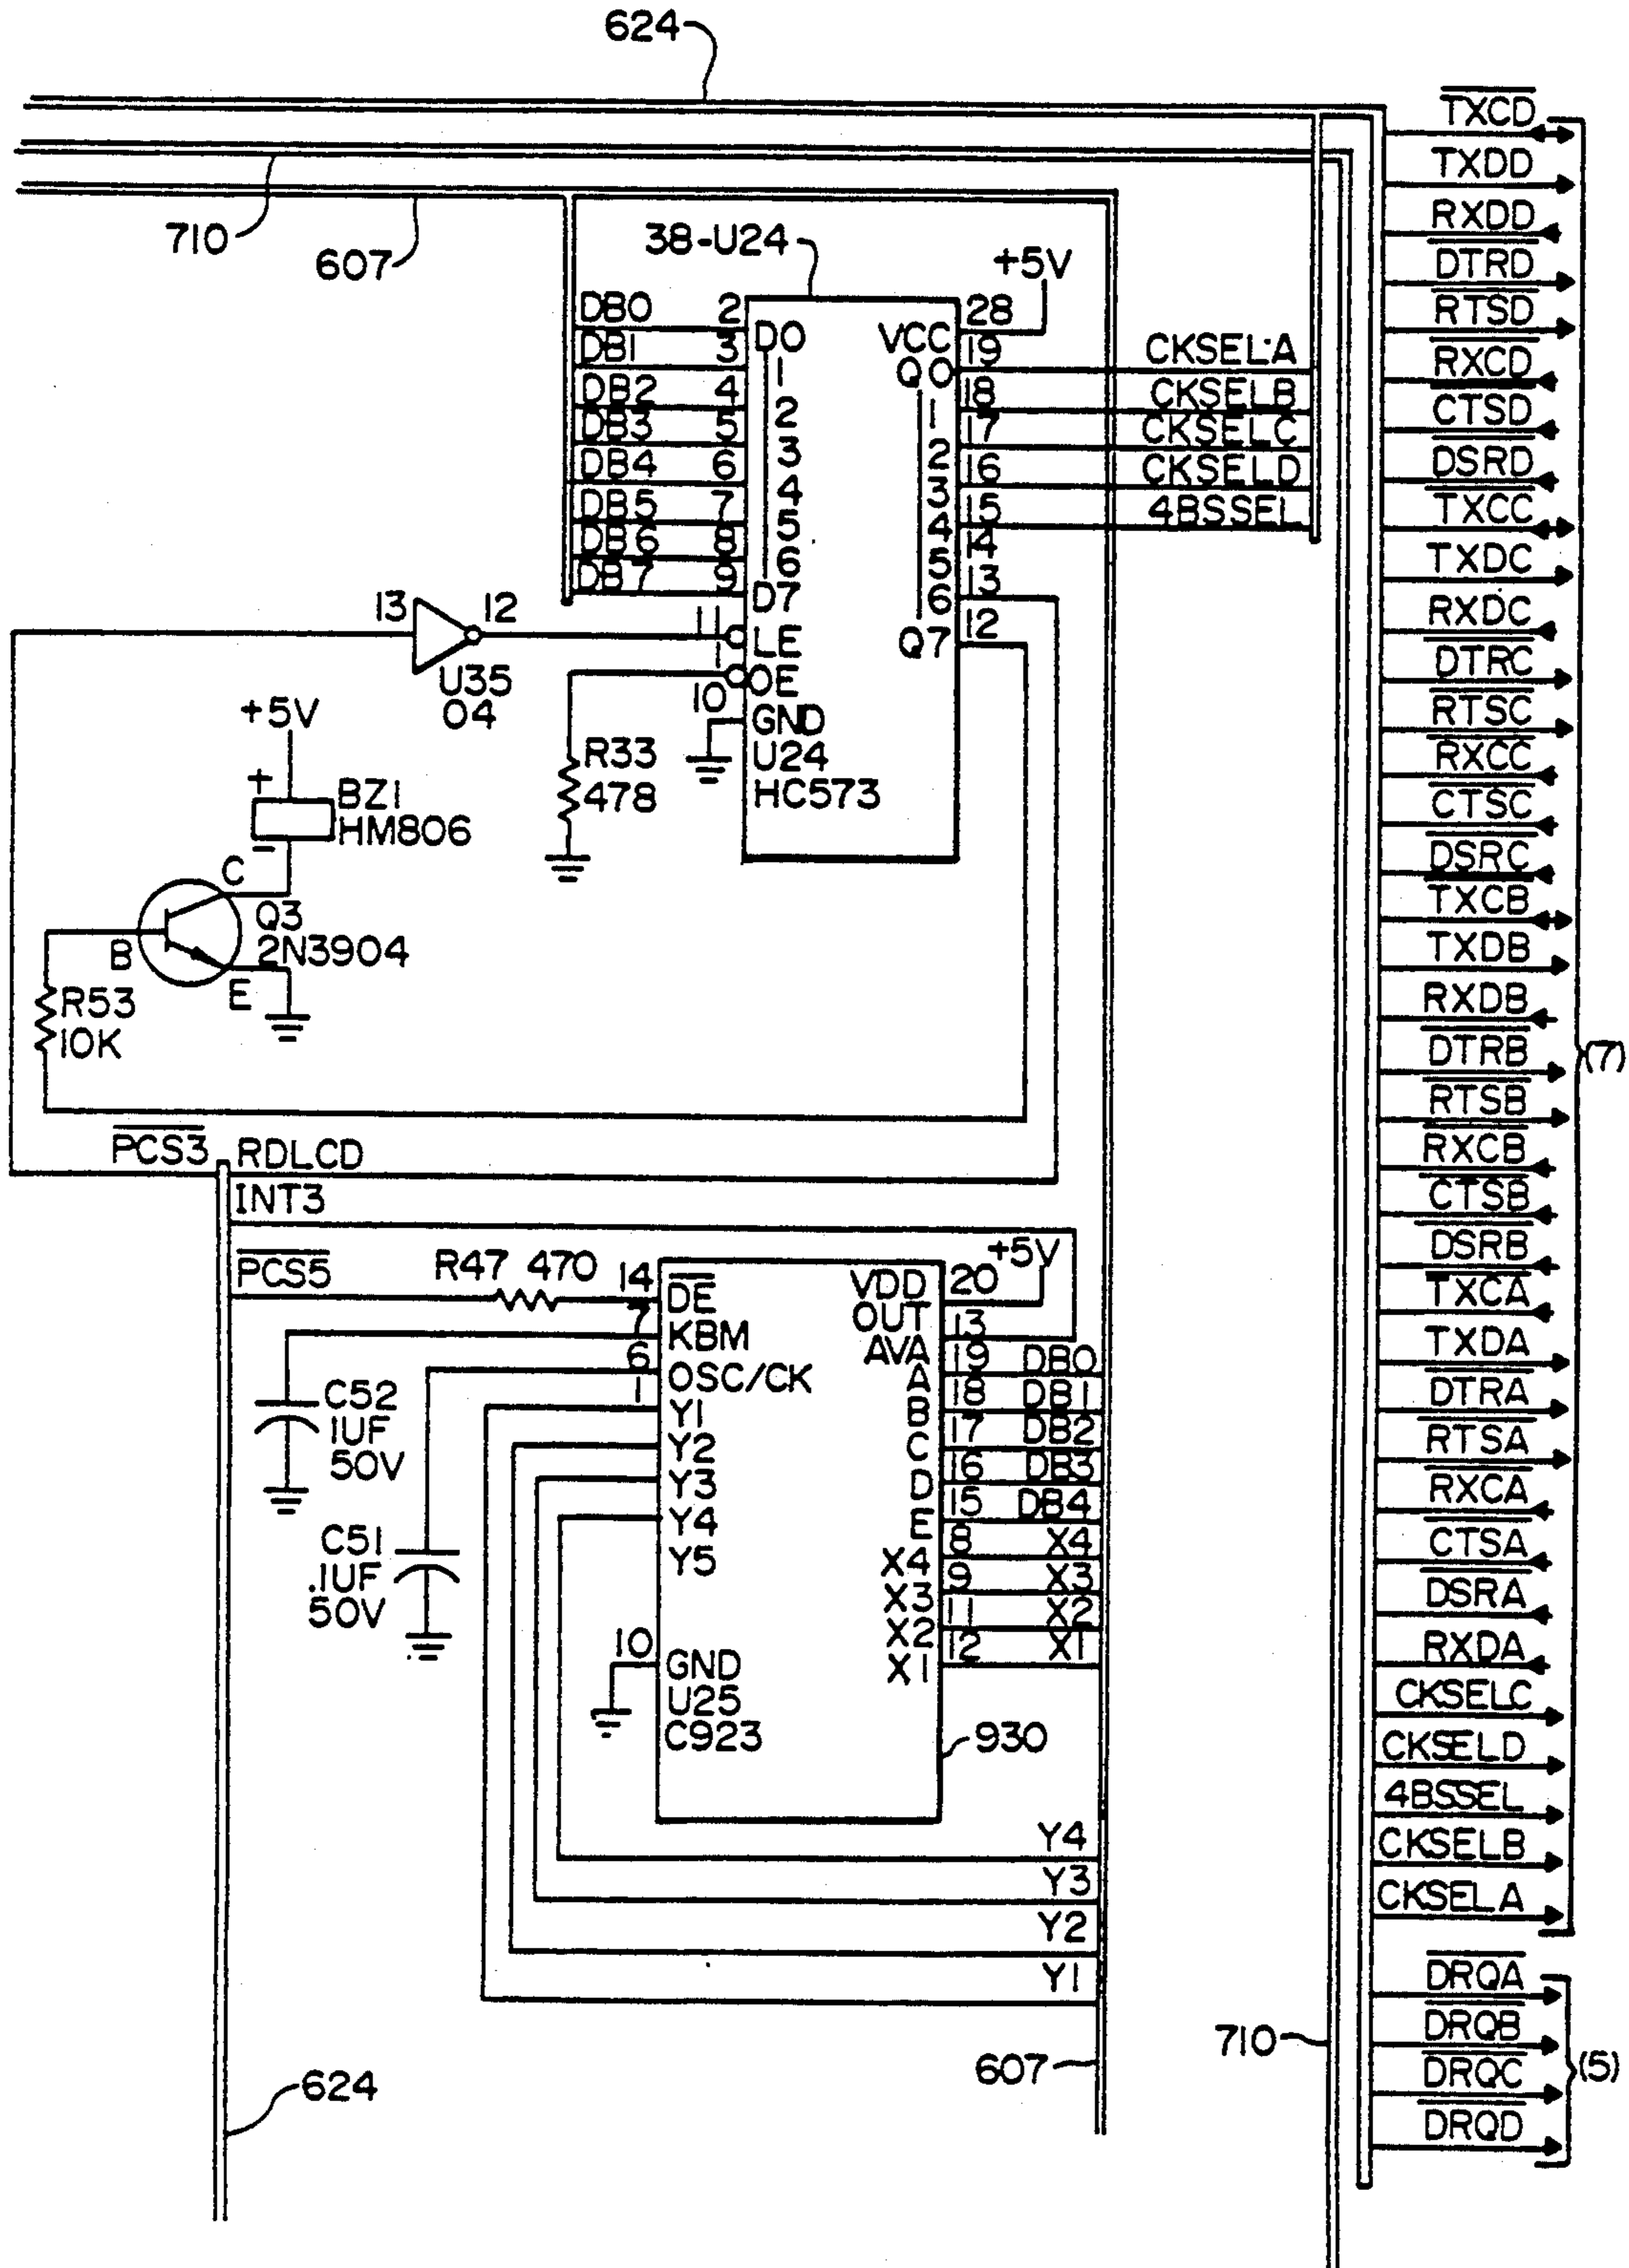 624
710
607
38-U24
+5V
DB0 2 D0
DB1 3 1
DB2 4 2
DB3 5 3
DB4 6 4
DB5 7 5
DB6 8 6
DB7 9 D7
11 LE
1 OE
10 GND
U24
HC573
VCC 28
Q0 19 CKSELA
1 18 CKSELB
2 17 CKSELC
3 16 CKSELD
4 15 4BSSEL
5 14
6 13
Q7 12
13 12
U35
04
R33
478
+5V
+
BZ1
HM806
-
C
Q3
2N3904
B
E
R53
10K
PCS3 RDLCD
INT3
PCS5
R47 470
14 DE
7 KBM
6 OSC/CK
1 Y1
Y2
Y3
Y4
Y5
10 GND
U25
C923
+5V
VDD 20
OUT
AVA 13
A 19 DB0
B 18 DB1
C 17 DB2
D 16 DB3
E 15 DB4
X4 8 X4
X3 9 X3
X2 11 X2
X1 12 X1
C52
1UF
50V
C51
.1UF
50V
930
Y4
Y3
Y2
Y1
607
710
624
TXCD
TXDD
RXDD
DTRD
RTSD
RXCD
CTSD
DSRD
TXCC
TXDC
RXDC
DTRC
RTSC
RXCC
CTSC
DSRC
TXCB
TXDB
RXDB
DTRB
RTSB
RXCB
CTSB
DSRB
TXCA
TXDA
DTRA
RTSA
RXCA
CTSA
DSRA
RXDA
CKSELC
CKSELD
4BSSEL
CKSELB
CKSELA
(7)
DRQA
DRQB
DRQC
DRQD
(5)